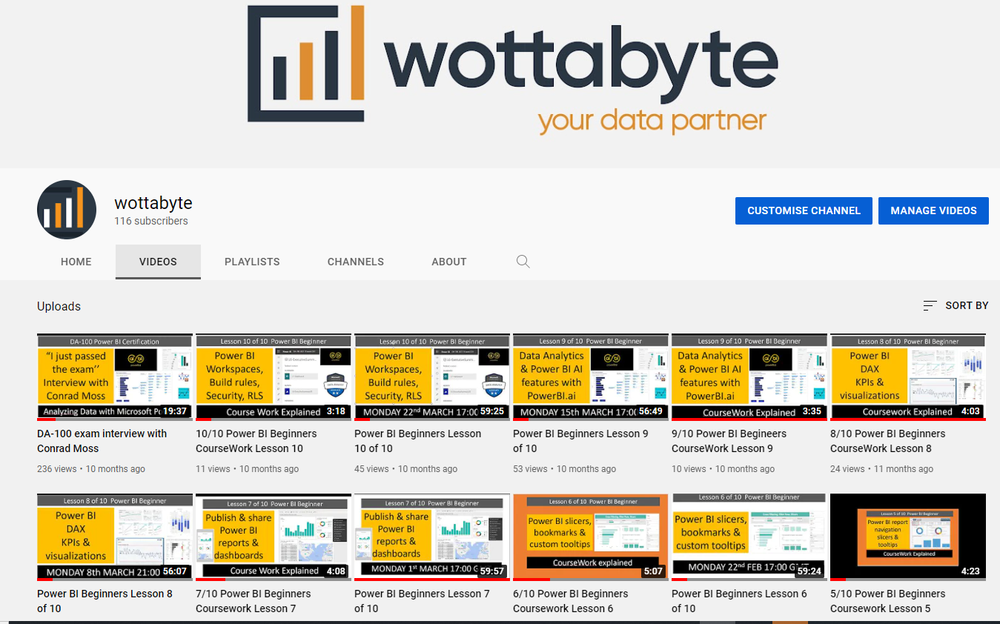 wottabyte
your data partner
wottabyte
116 subscribers
CUSTOMISE CHANNEL
MANAGE VIDEOS
HOME
VIDEOS
PLAYLISTS
CHANNELS
ABOUT
Uploads
SORT BY
DA-100 Power BI Certification
“I just passed
the exam’’
Interview with
Conrad Moss
Analyzing Data with Microsoft
19:37
DA-100 exam interview with
Conrad Moss
236 views • 10 months ago
Lesson 10 of 10 Power BI Beginner
Power BI
Workspaces,
Build rules,
Security, RLS
Course Work Explained
3:18
10/10 Power BI Beginners
CourseWork Lesson 10
11 views • 10 months ago
Lesson 10 of 10 Power BI Beginner
Power BI
Workspaces,
Build rules,
Security, RLS
MONDAY 22nd MARCH 17:00
59:25
Power BI Beginners Lesson
10 of 10
45 views • 10 months ago
Lesson 9 of 10 Power BI Beginner
Data Analytics
& Power BI AI
features with
PowerBI.ai
MONDAY 15th MARCH 17:00
56:49
Power BI Beginners Lesson 9
of 10
53 views • 10 months ago
Lesson 9 of 10 Power BI Beginner
Data Analytics
& Power BI AI
features with
PowerBI.ai
CourseWork Explained
3:35
9/10 Power BI Begineers
CourseWork Lesson 9
10 views • 10 months ago
Lesson 8 of 10 Power BI Beginner
Power BI
DAX
KPIs &
visualizations
Coursework Explained
4:03
8/10 Power BI Beginners
CourseWork Lesson 8
24 views • 11 months ago
Lesson 8 of 10 Power BI Beginner
Power BI
DAX
KPIs &
visualizations
MONDAY 8th MARCH 21:00
56:07
Power BI Beginners Lesson 8
of 10
Lesson 7 of 10 Power BI Beginner
Publish & share
Power BI
reports &
dashboards
Course Work Explained
4:08
7/10 Power BI Beginners
Coursework Lesson 7
Lesson 7 of 10 Power BI Beginner
Publish & share
Power BI
reports &
dashboards
MONDAY 1st MARCH 17:00
59:57
Power BI Beginners Lesson 7
of 10
Lesson 6 of 10 Power BI Beginner
Power BI slicers,
bookmarks &
custom tooltips
CourseWork explained
5:07
6/10 Power BI Beginners
Coursework Lesson 6
Lesson 6 of 10 Power BI Beginner
Power BI slicers,
bookmarks &
custom tooltips
MONDAY 22nd FEB 17:00 GMT
59:24
Power BI Beginners Lesson 6
of 10
Lesson 5 of 10 Power BI Beginner
Power BI report
navigation
slicers &
tooltips
CourseWork Explained
4:23
5/10 Power BI Beginners
Coursework Lesson 5